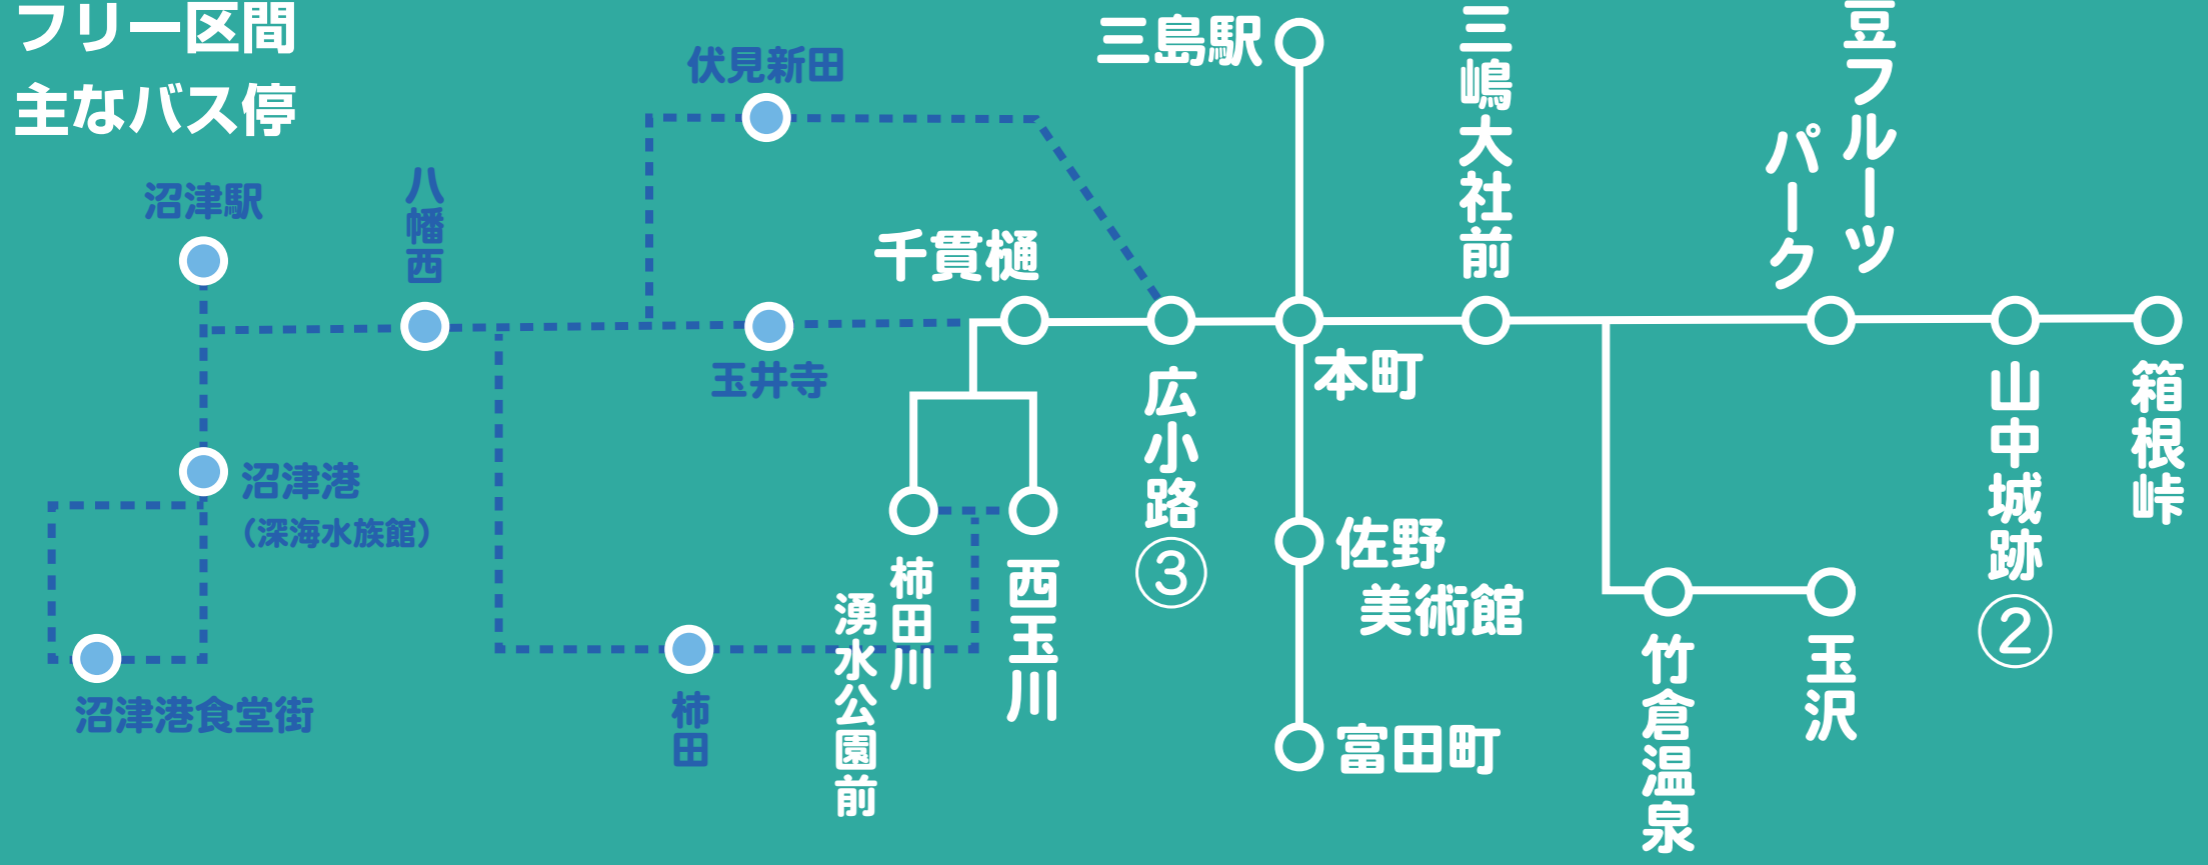 フリー区間
主なバス停
伏見新田
三島駅
三嶋大社前
豆フルーツ
パーク
沼津駅
八幡西
千貫樋
玉井寺
本町
広小路③
山中城跡②
箱根峠
沼津港
（深海水族館）
佐野
美術館
柿田川
湧水公園前
西玉川
竹倉温泉
玉沢
沼津港食堂街
柿田
富田町